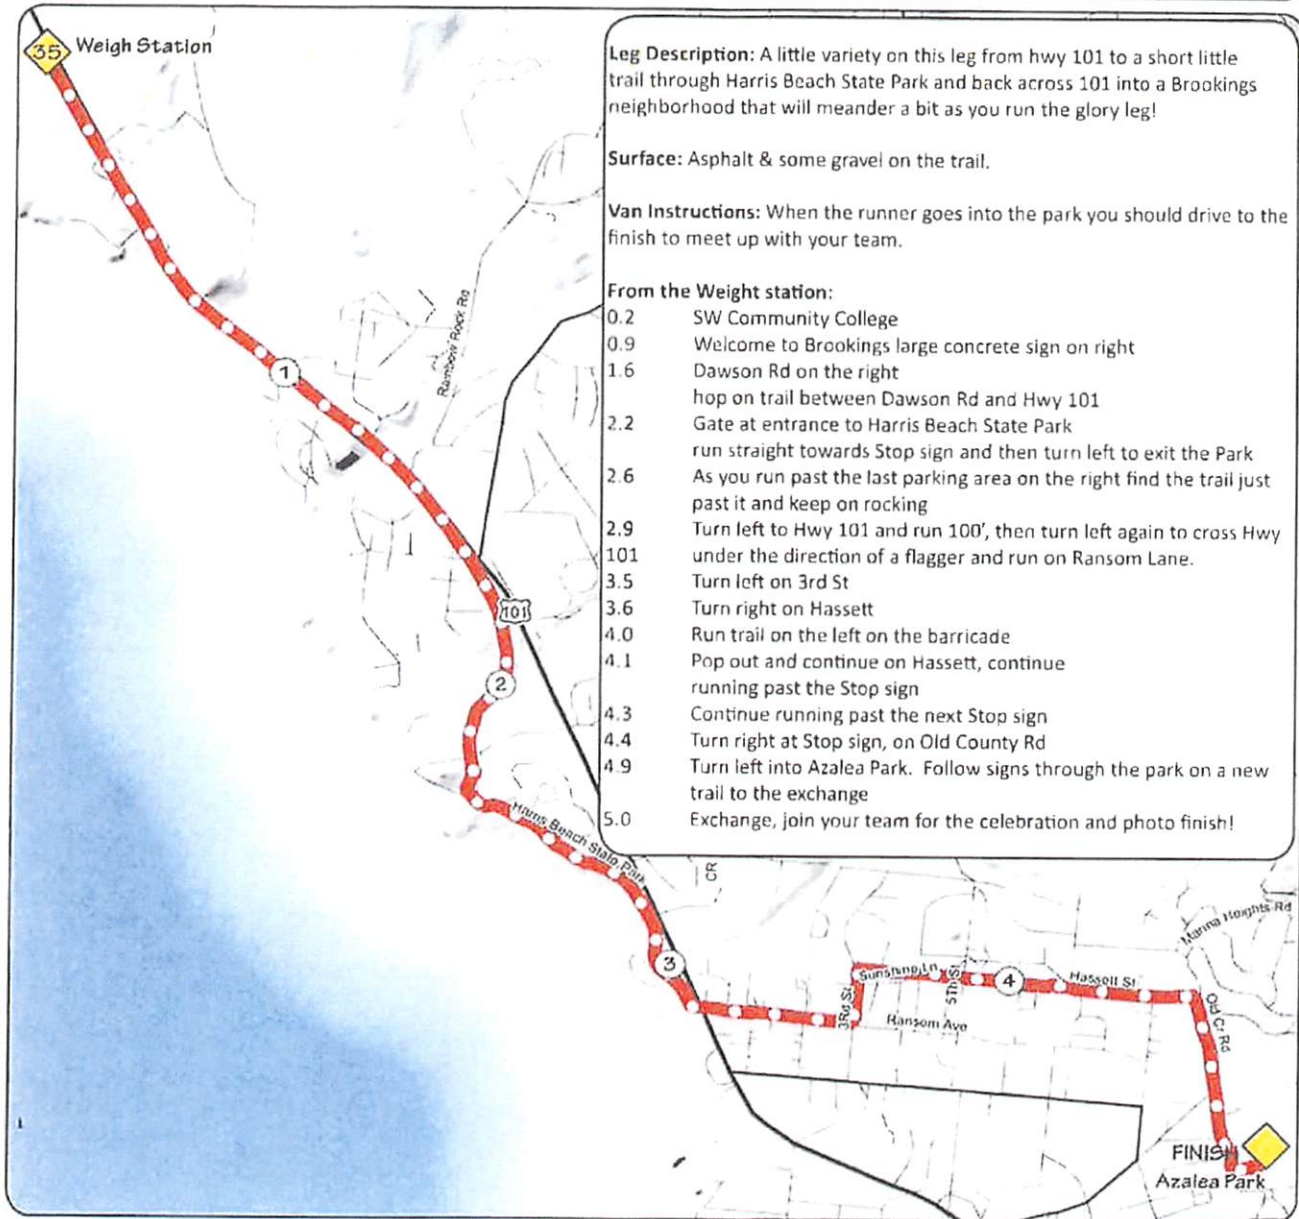 35 Weigh Station
Leg Description: A little variety on this leg from hwy 101 to a short little
trail through Harris Beach State Park and back across 101 into a Brookings
neighborhood that will meander a bit as you run the glory leg!
Surface: Asphalt & some gravel on the trail.
Van Instructions: When the runner goes into the park you should drive to the
finish to meet up with your team.
From the Weight station:
0.2 SW Community College
0.9 Welcome to Brookings large concrete sign on right
1.6 Dawson Rd on the right
hop on trail between Dawson Rd and Hwy 101
2.2 Gate at entrance to Harris Beach State Park
run straight towards Stop sign and then turn left to exit the Park
2.6 As you run past the last parking area on the right find the trail just
past it and keep on rocking
2.9 Turn left to Hwy 101 and run 100', then turn left again to cross Hwy
101 under the direction of a flagger and run on Ransom Lane.
3.5 Turn left on 3rd St
3.6 Turn right on Hassett
4.0 Run trail on the left on the barricade
4.1 Pop out and continue on Hassett, continue
running past the Stop sign
4.3 Continue running past the next Stop sign
4.4 Turn right at Stop sign, on Old County Rd
4.9 Turn left into Azalea Park. Follow signs through the park on a new
trail to the exchange
5.0 Exchange, join your team for the celebration and photo finish!
Rainbow Rock Rd
1
101
2
Harris Beach State Park
CR
3
Marina Heights Rd
Sunshine Ln
5Th St
4
Hassett St
3Rd St
Ransom Ave
Old Cr Rd
FINISH
Azalea Park